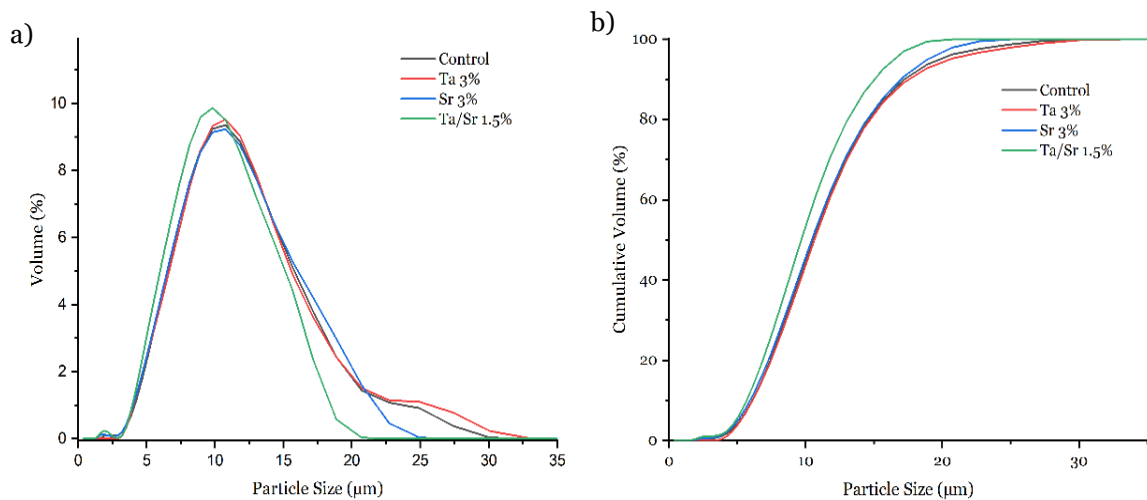 a)
Volume (%)
10
8
6
4
2
0
0 5 10 15 20 25 30 35
Particle Size (µm)
Control
Ta 3%
Sr 3%
Ta/Sr 1.5%
b)
Cumulative Volume (%)
100
80
60
40
20
0
0 10 20 30
Particle Size (µm)
Control
Ta 3%
Sr 3%
Ta/Sr 1.5%